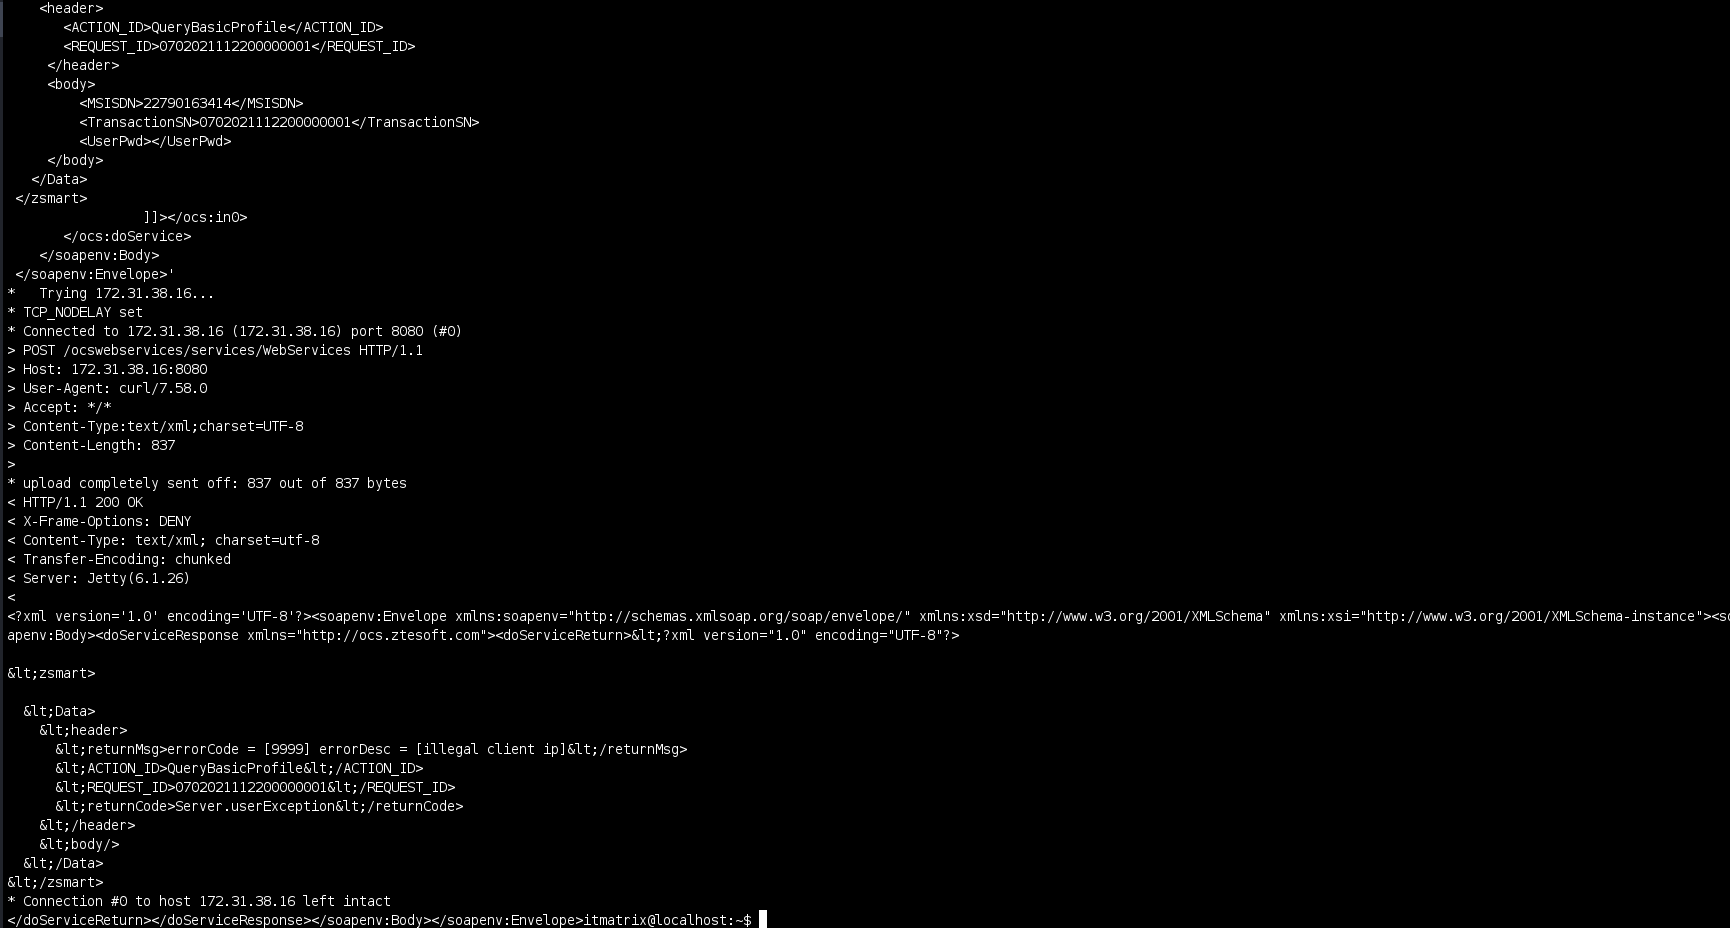 <header>
<ACTION_ID>QueryBasicProfile</ACTION_ID>
<REQUEST_ID>0702021112200000001</REQUEST_ID>
</header>
<body>
<MSISDN>22790163414</MSISDN>
<TransactionSN>0702021112200000001</TransactionSN>
<UserPwd></UserPwd>
</body>
</Data>
</zsmart>
]]></ocs:in0>
</ocs:doService>
</soapenv:Body>
</soapenv:Envelope>'
*   Trying 172.31.38.16...
* TCP_NODELAY set
* Connected to 172.31.38.16 (172.31.38.16) port 8080 (#0)
> POST /ocswebservices/services/WebServices HTTP/1.1
> Host: 172.31.38.16:8080
> User-Agent: curl/7.58.0
> Accept: */*
> Content-Type:text/xml;charset=UTF-8
> Content-Length: 837
>
* upload completely sent off: 837 out of 837 bytes
< HTTP/1.1 200 OK
< X-Frame-Options: DENY
< Content-Type: text/xml; charset=utf-8
< Transfer-Encoding: chunked
< Server: Jetty(6.1.26)
<
<?xml version='1.0' encoding='UTF-8'?><soapenv:Envelope xmlns:soapenv="http://schemas.xmlsoap.org/soap/envelope/" xmlns:xsd="http://www.w3.org/2001/XMLSchema" xmlns:xsi="http://www.w3.org/2001/XMLSchema-instance"><so
apenv:Body><doServiceResponse xmlns="http://ocs.ztesoft.com"><doServiceReturn>&lt;?xml version="1.0" encoding="UTF-8"?>
&lt;zsmart>
&lt;Data>
&lt;header>
&lt;returnMsg>errorCode = [9999] errorDesc = [illegal client ip]&lt;/returnMsg>
&lt;ACTION_ID>QueryBasicProfile&lt;/ACTION_ID>
&lt;REQUEST_ID>0702021112200000001&lt;/REQUEST_ID>
&lt;returnCode>Server.userException&lt;/returnCode>
&lt;/header>
&lt;body/>
&lt;/Data>
&lt;/zsmart>
* Connection #0 to host 172.31.38.16 left intact
</doServiceReturn></doServiceResponse></soapenv:Body></soapenv:Envelope>itmatrix@localhost:~$